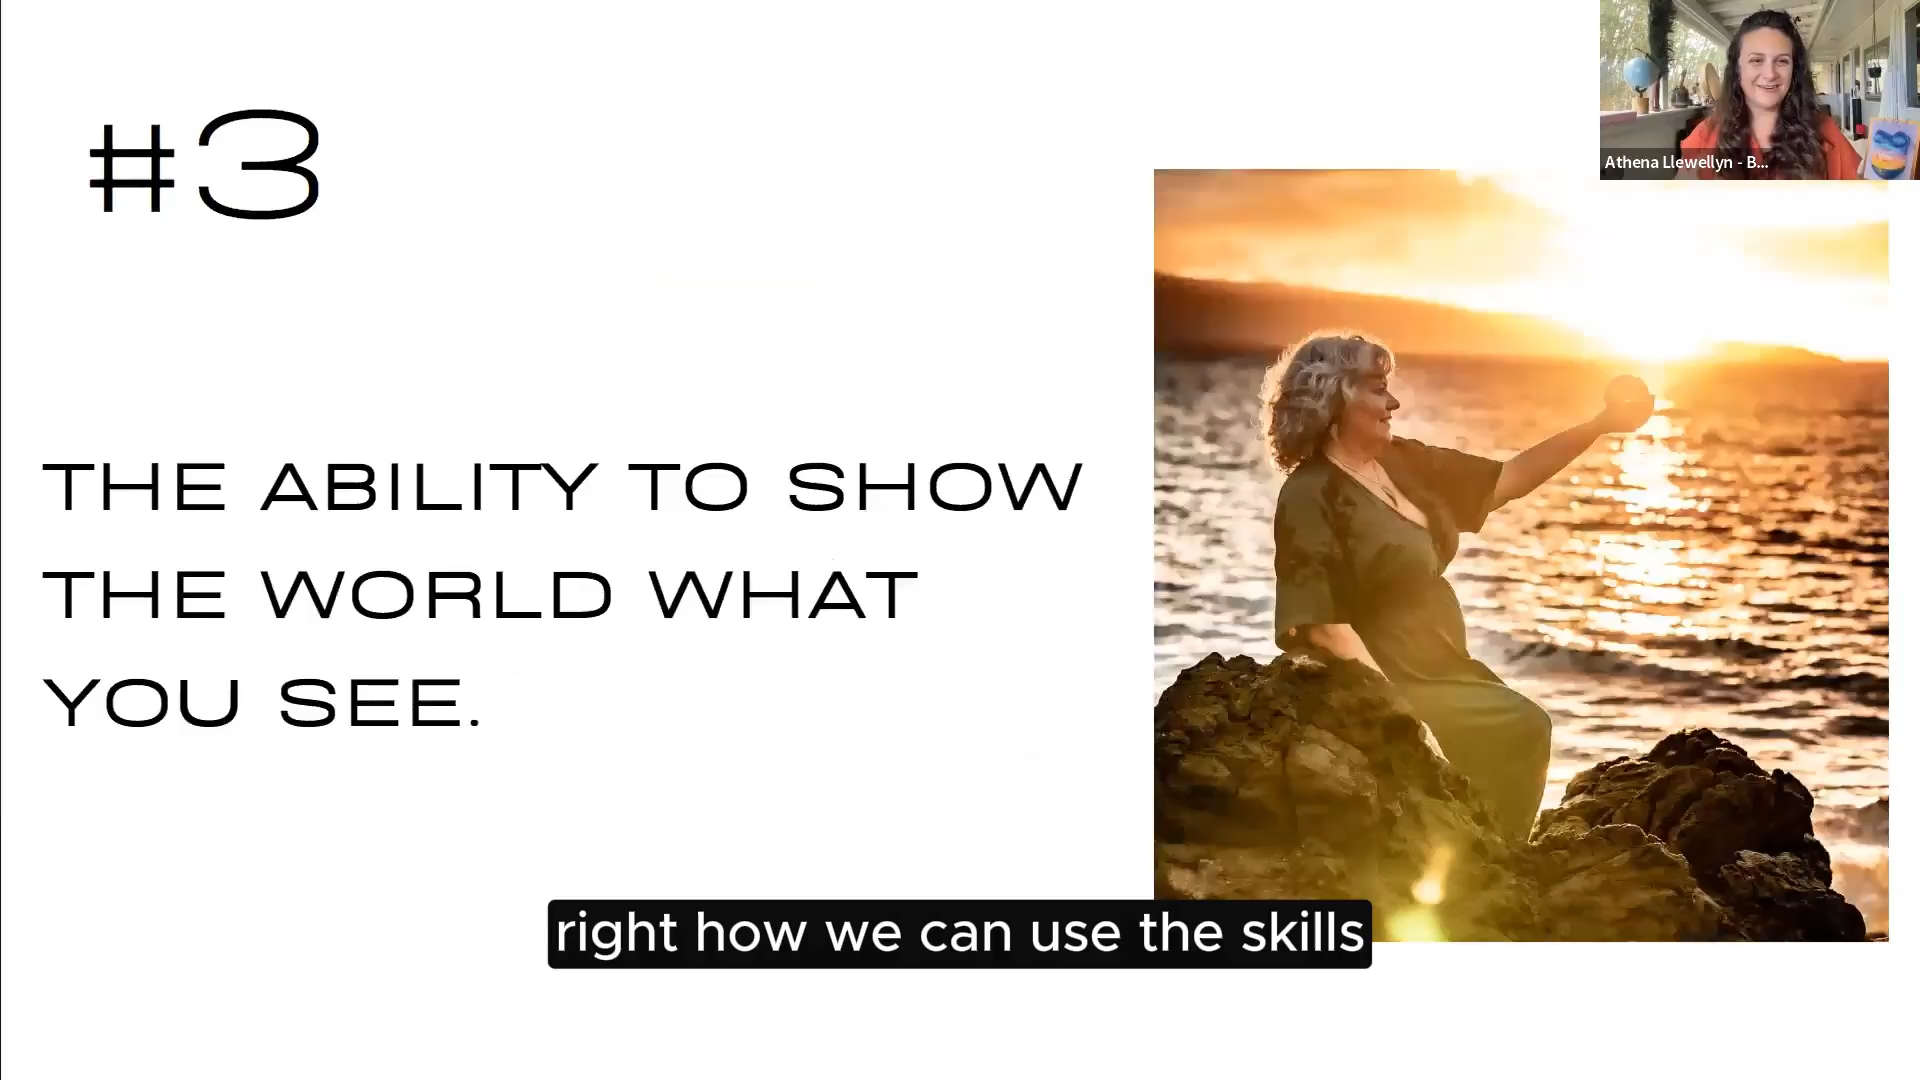 #3
Athena Llewellyn - B...
THE ABILITY TO SHOW
THE WORLD WHAT
YOU SEE.
right how we can use the skills